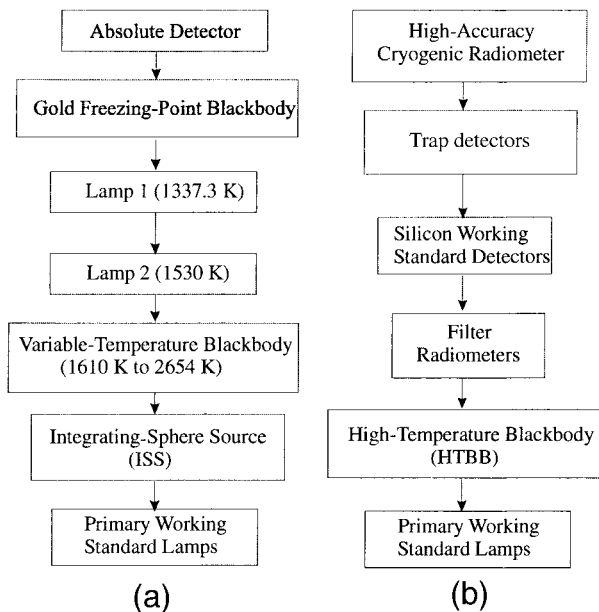 Absolute Detector
Gold Freezing-Point Blackbody
Lamp 1 (1337.3 K)
Lamp 2 (1530 K)
Variable-Temperature Blackbody
(1610 K to 2654 K)
Integrating-Sphere Source
(ISS)
Primary Working
Standard Lamps
(a)
High-Accuracy
Cryogenic Radiometer
Trap detectors
Silicon Working
Standard Detectors
Filter
Radiometers
High-Temperature Blackbody
(HTBB)
Primary Working
Standard Lamps
(b)